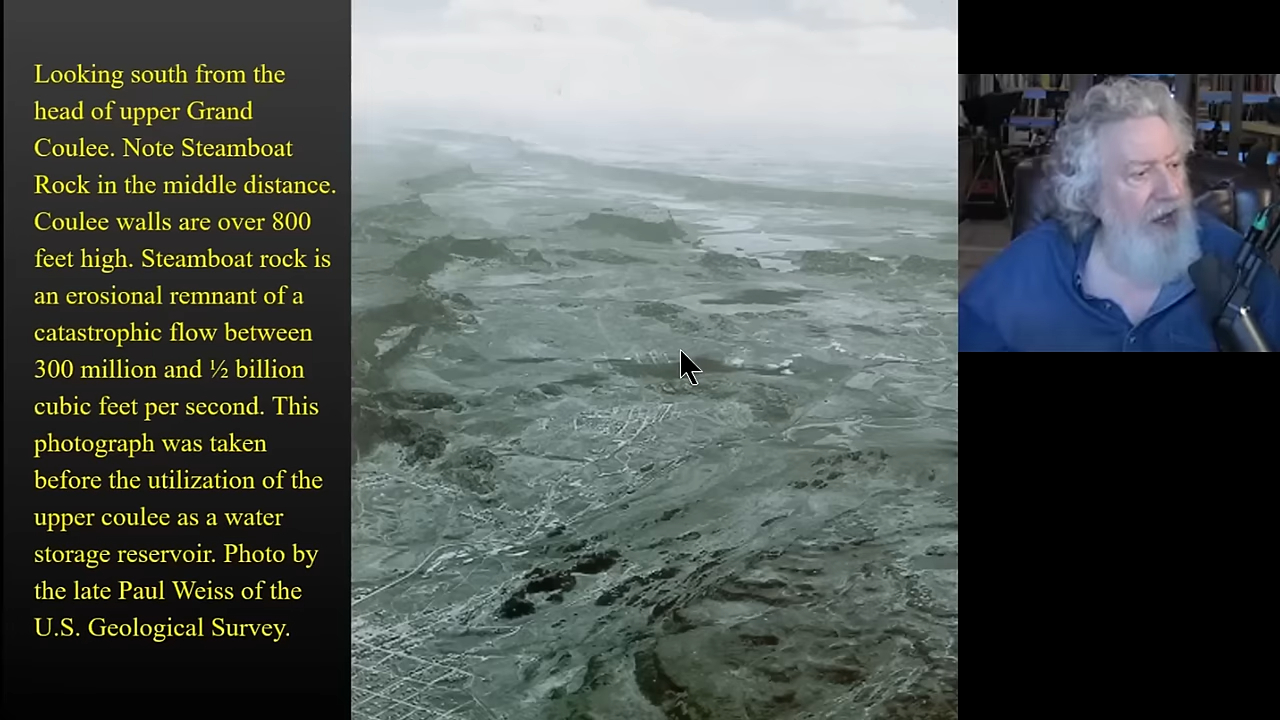 Looking south from the
head of upper Grand
Coulee. Note Steamboat
Rock in the middle distance.
Coulee walls are over 800
feet high. Steamboat rock is
an erosional remnant of a
catastrophic flow between
300 million and ½ billion
cubic feet per second. This
photograph was taken
before the utilization of the
upper coulee as a water
storage reservoir. Photo by
the late Paul Weiss of the
U.S. Geological Survey.